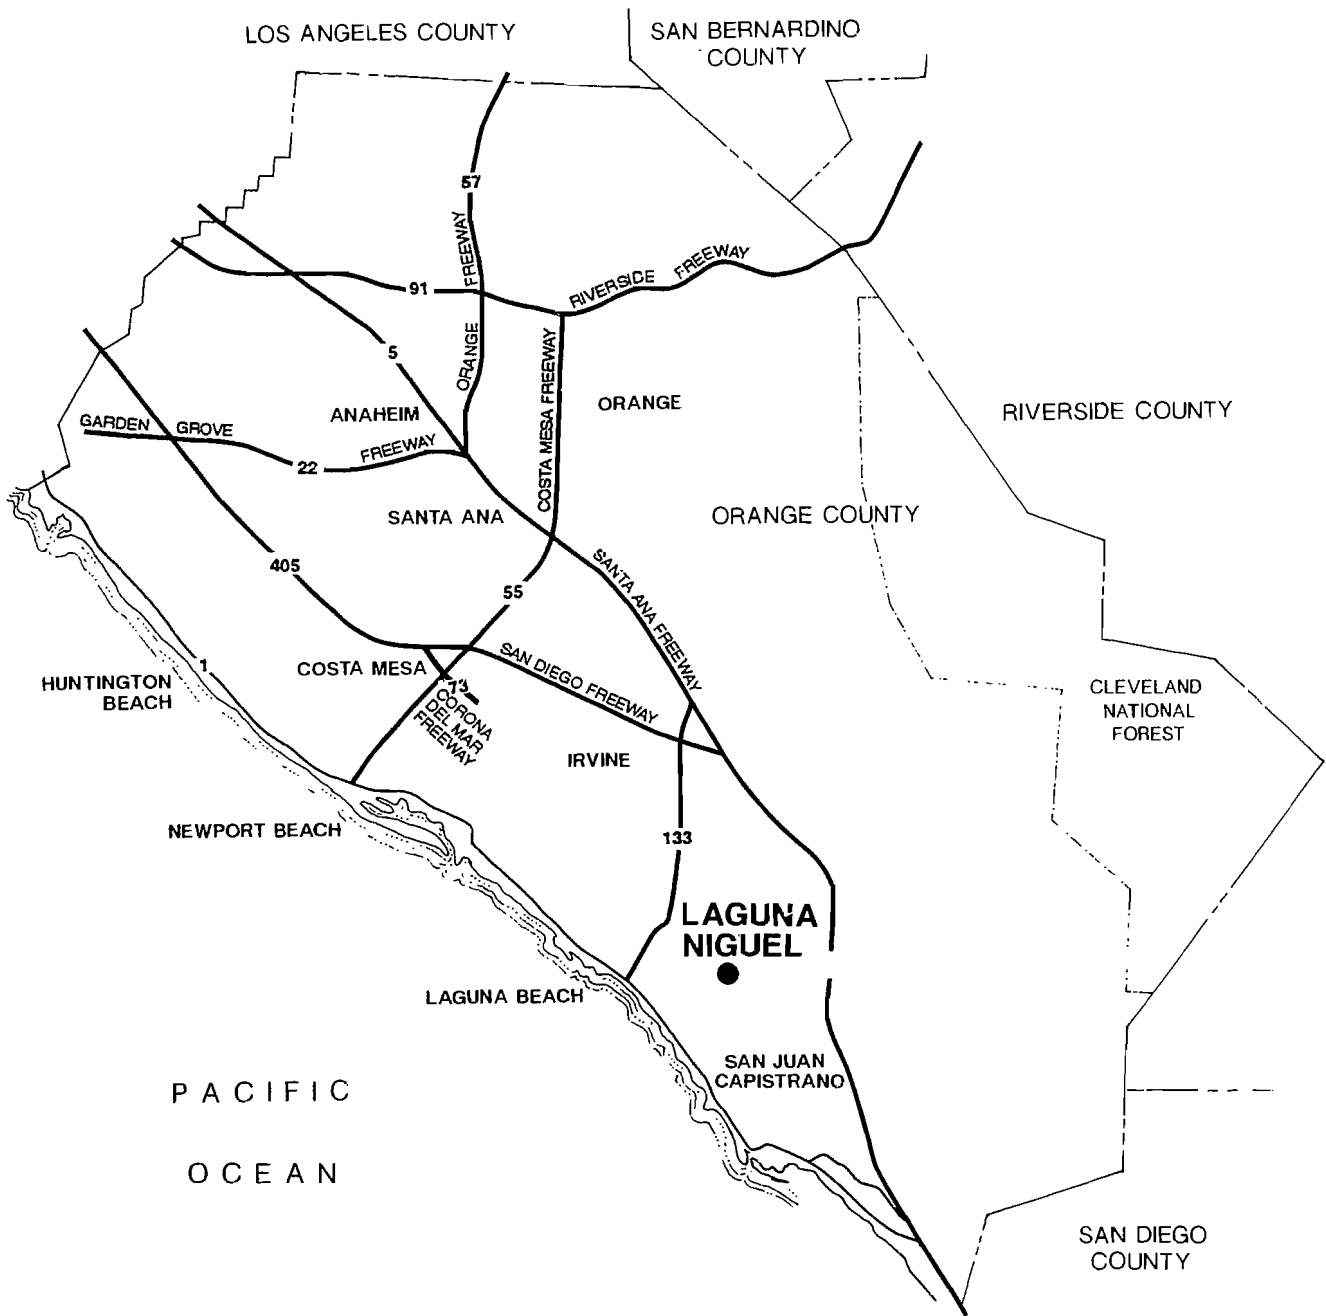 LOS ANGELES COUNTY
SAN BERNARDINO
COUNTY
57
ORANGE FREEWAY
91
RIVERSIDE FREEWAY
5
COSTA MESA FREEWAY
ANAHEIM
ORANGE
RIVERSIDE COUNTY
GARDEN GROVE FREEWAY
22
SANTA ANA
ORANGE COUNTY
405
55
SANTA ANA FREEWAY
1
COSTA MESA
SAN DIEGO FREEWAY
HUNTINGTON
BEACH
73
CORONA
DEL MAR
FREEWAY
CLEVELAND
NATIONAL
FOREST
IRVINE
NEWPORT BEACH
133
LAGUNA
NIGUEL
LAGUNA BEACH
SAN JUAN
CAPISTRANO
PACIFIC
OCEAN
SAN DIEGO
COUNTY